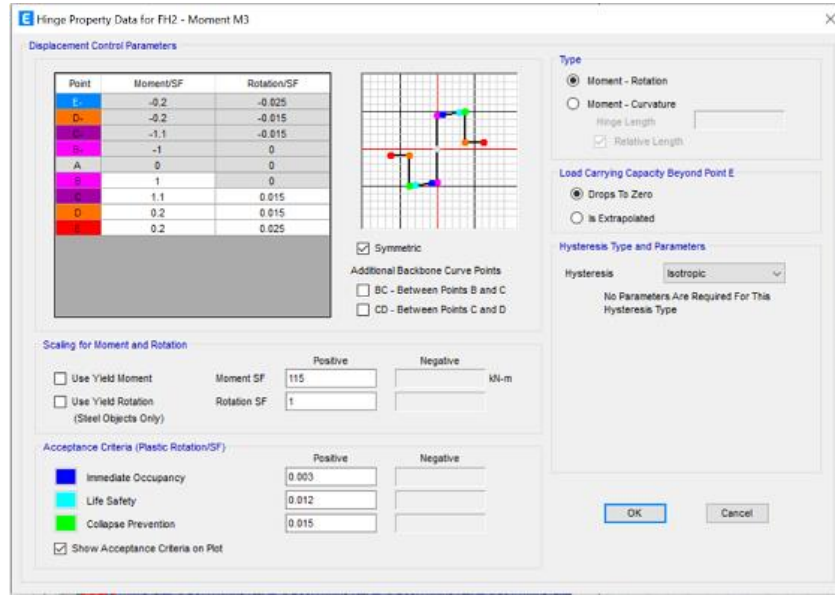 E Hinge Property Data for FH2 - Moment M3
Displacement Control Parameters
Point Moment/SF Rotation/SF
E- -0.2 -0.025
D- -0.2 -0.015
C- -1.1 -0.015
B- -1 0
A 0 0
B 1 0
C 1.1 0.015
D 0.2 0.015
E 0.2 0.025
Symmetric
Additional Backbone Curve Points
BC - Between Points B and C
CD - Between Points C and D
Scaling for Moment and Rotation
Positive Negative
Use Yield Moment Moment SF 115 kN-m
Use Yield Rotation Rotation SF 1
(Steel Objects Only)
Acceptance Criteria (Plastic Rotation/SF)
Positive Negative
Immediate Occupancy 0.003
Life Safety 0.012
Collapse Prevention 0.015
Show Acceptance Criteria on Plot
Type
Moment - Rotation
Moment - Curvature
Hinge Length
Relative Length
Load Carrying Capacity Beyond Point E
Drops To Zero
Is Extrapolated
Hysteresis Type and Parameters
Hysteresis Isotropic
No Parameters Are Required For This
Hysteresis Type
OK Cancel